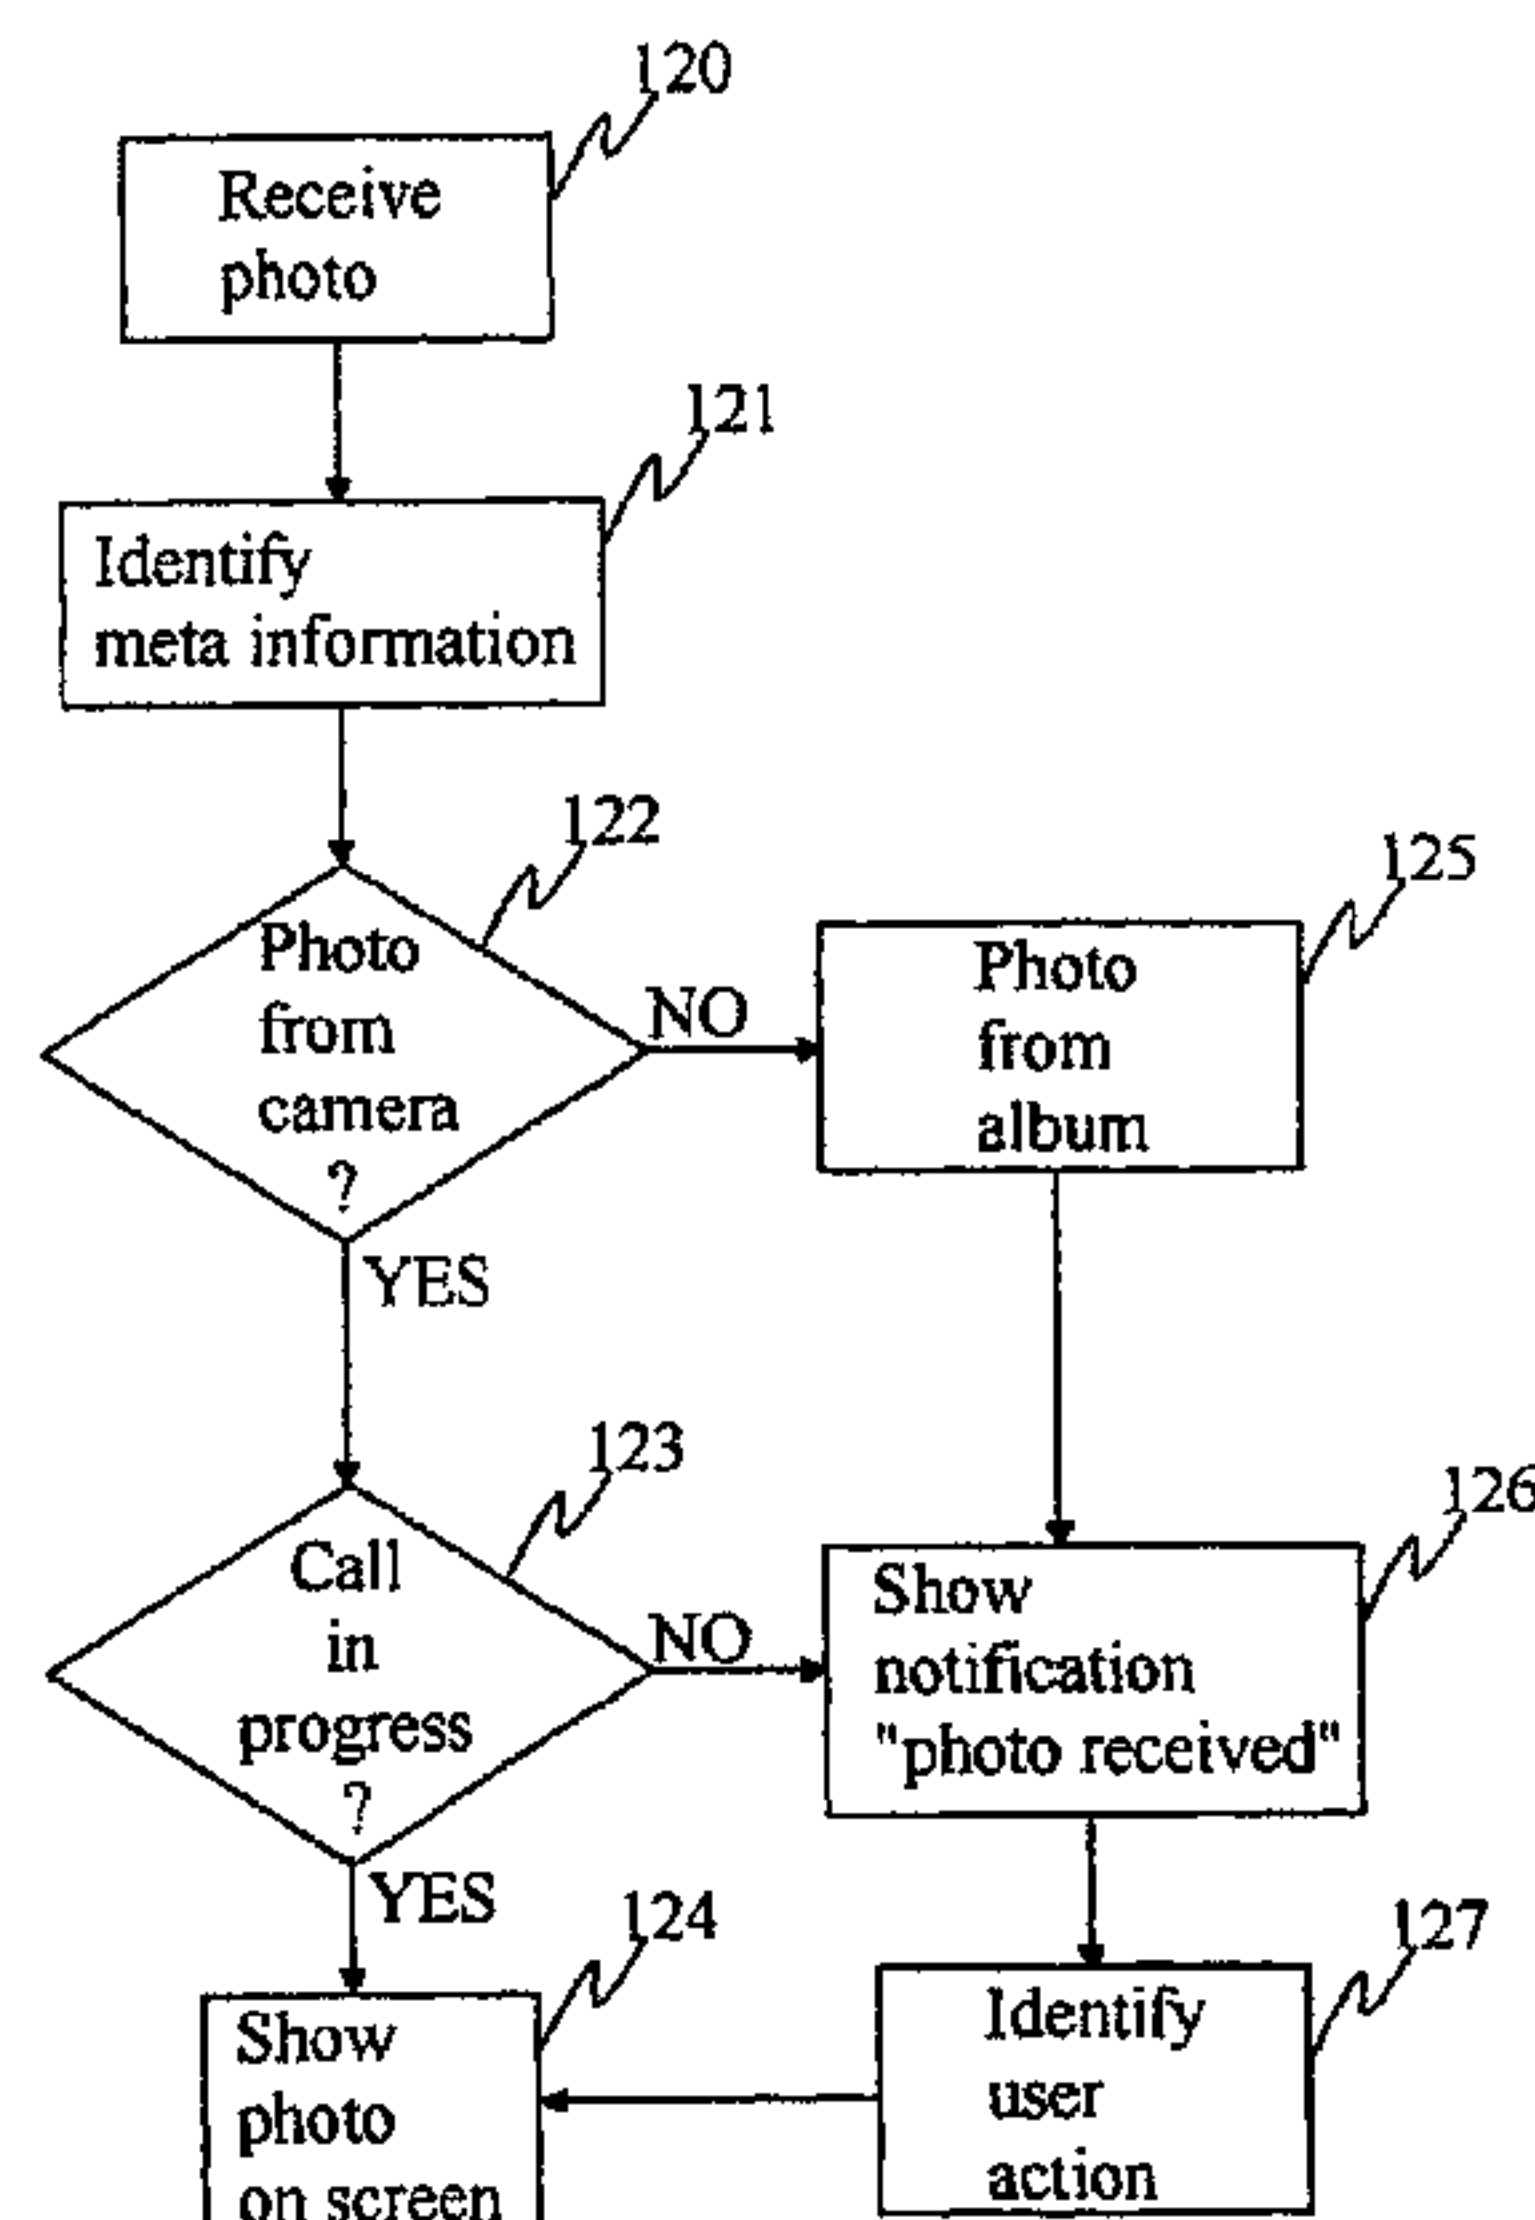 120
Receive
photo
121
Identify
meta information
122
Photo
from
camera
?
NO
YES
125
Photo
from
album
123
Call
in
progress
?
NO
YES
126
Show
notification
"photo received"
124
Show
photo
on screen
127
Identify
user
action